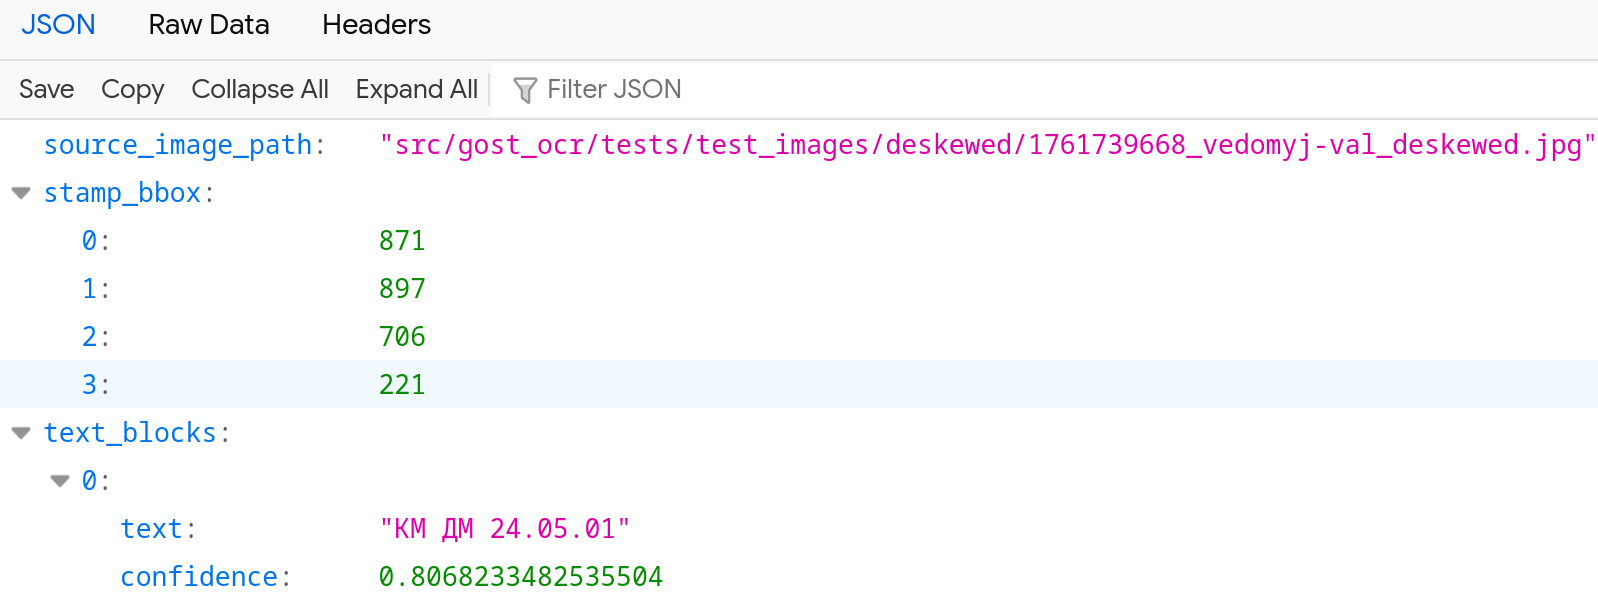 JSON Raw Data Headers
Save Copy Collapse All Expand All Filter JSON
source_image_path: "src/gost_ocr/tests/test_images/deskewed/1761739668_vedomyj-val_deskewed.jpg"
stamp_bbox:
0: 871
1: 897
2: 706
3: 221
text_blocks:
0:
text: "КМ ДМ 24.05.01"
confidence: 0.8068233482535504